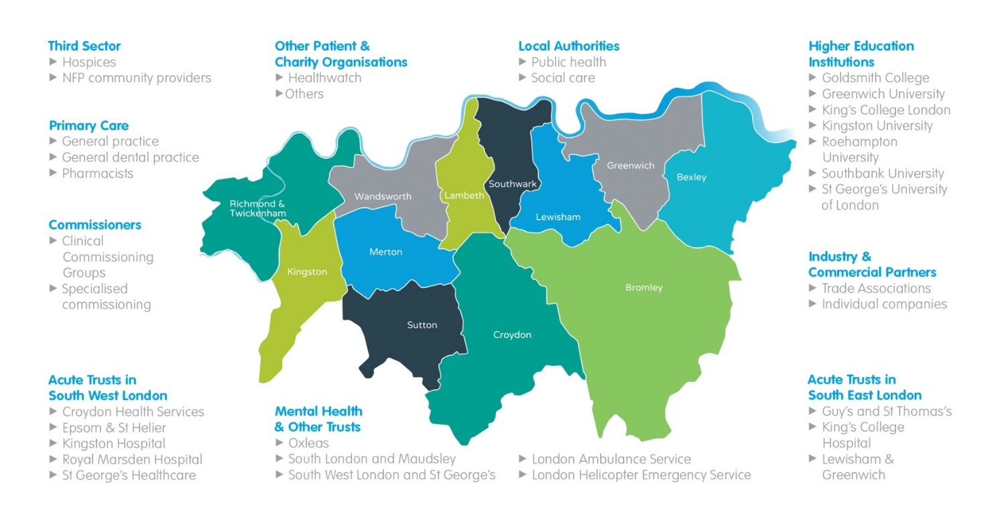 Third Sector
► Hospices
► NFP community providers
Primary Care
► General practice
► General dental practice
► Pharmacists
Commissioners
► Clinical
Commissioning
Groups
► Specialised
commissioning
Acute Trusts in
South West London
► Croydon Health Services
► Epsom & St Helier
► Kingston Hospital
► Royal Marsden Hospital
► St George's Healthcare
Other Patient &
Charity Organisations
► Healthwatch
► Others
Local Authorities
► Public health
► Social care
Richmond &
Twickenham
Wandsworth
Lambeth
Southwark
Lewisham
Greenwich
Bexley
Kingston
Merton
Sutton
Croydon
Bromley
Mental Health
& Other Trusts
► Oxleas
► South London and Maudsley
► South West London and St George's
► London Ambulance Service
► London Helicopter Emergency Service
Higher Education
Institutions
► Goldsmith College
► Greenwich University
► King's College London
► Kingston University
► Roehampton
University
► Southbank University
► St George's University
of London
Industry &
Commercial Partners
► Trade Associations
► Individual companies
Acute Trusts in
South East London
► Guy's and St Thomas's
► King's College
Hospital
► Lewisham &
Greenwich